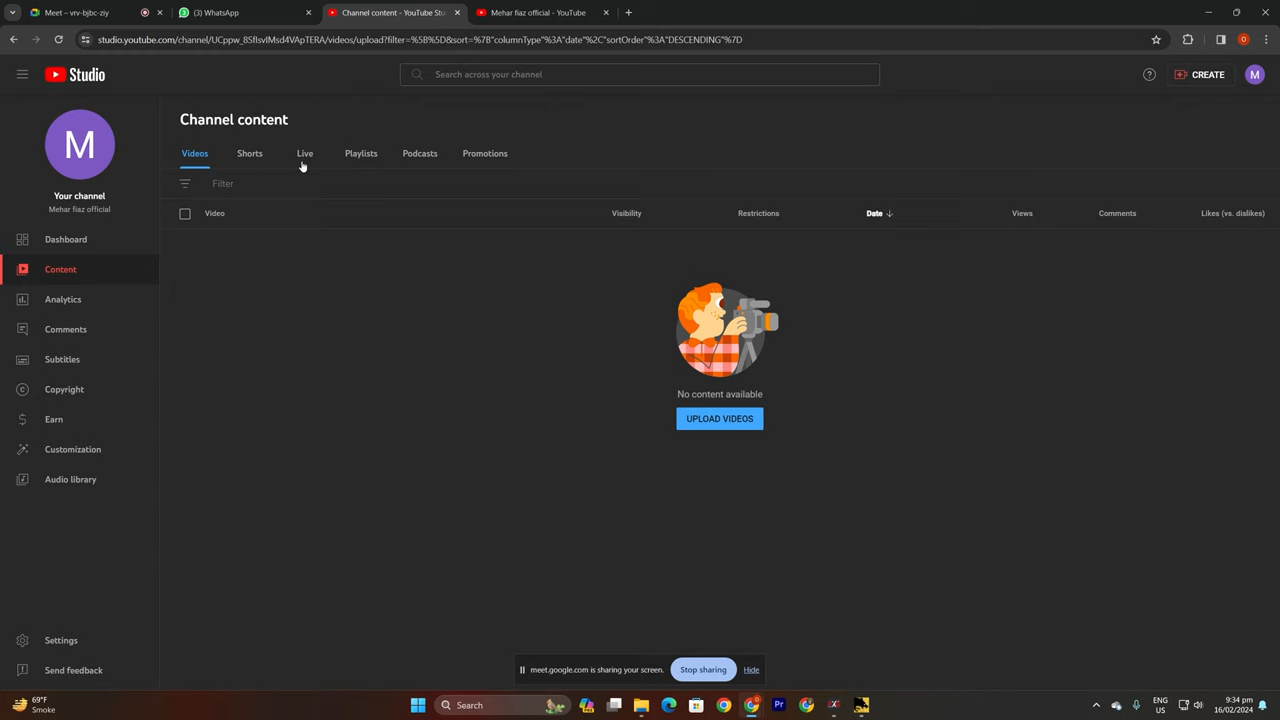 Meet - vrv-bjbc-ziy
(3) WhatsApp
Channel content - YouTube Stu
Mehar fiaz official - YouTube
studio.youtube.com/channel/UCppw_8SflsvIMsd4VApTERA/videos/upload?filter=%5B%5D&sort=%7B"columnType"%3A"date"%2C"sortOrder"%3A"DESCENDING"%7D
O
Studio
Search across your channel
CREATE
M
M
Your channel
Mehar fiaz official
Dashboard
Content
Analytics
Comments
Subtitles
Copyright
Earn
Customization
Audio library
Settings
Send feedback
Channel content
Videos Shorts Live Playlists Podcasts Promotions
Filter
Video Visibility Restrictions Date Views Comments Likes (vs. dislikes)
No content available
UPLOAD VIDEOS
meet.google.com is sharing your screen. Stop sharing Hide
69°F
Smoke
Search
Pr
ENG
US
9:34 pm
16/02/2024